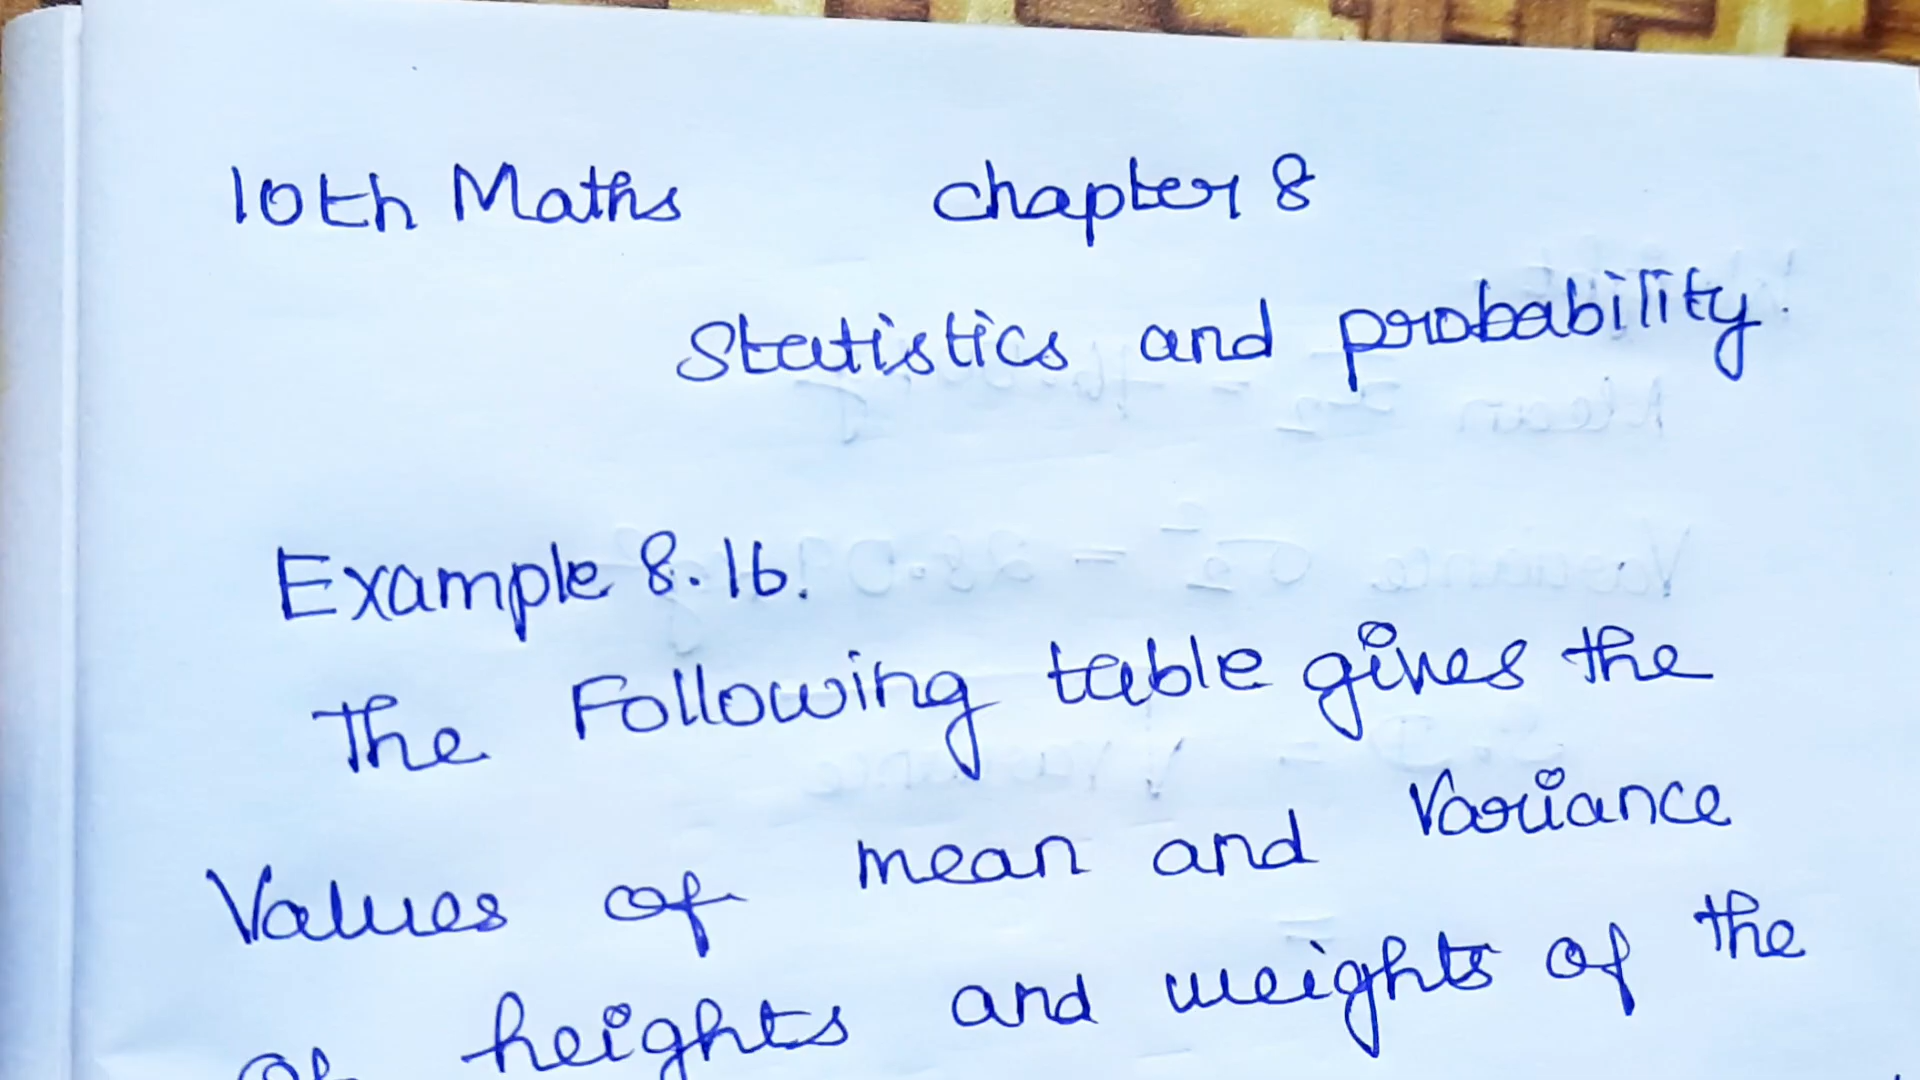 10th Maths chapter 8
Statistics and probability.
Example 8.16.
The Following table gives the
Values of mean and Variance
of heights and weights of the